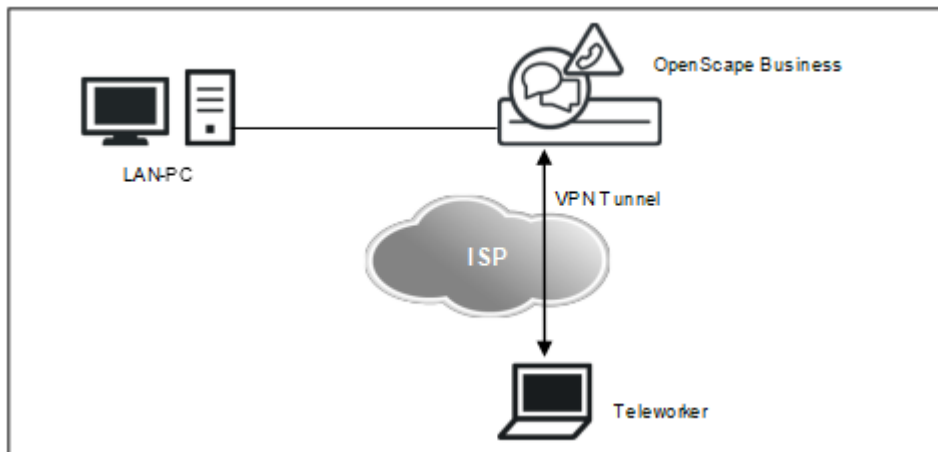 OpenScape Business
LAN-PC
VPN Tunnel
ISP
Teleworker